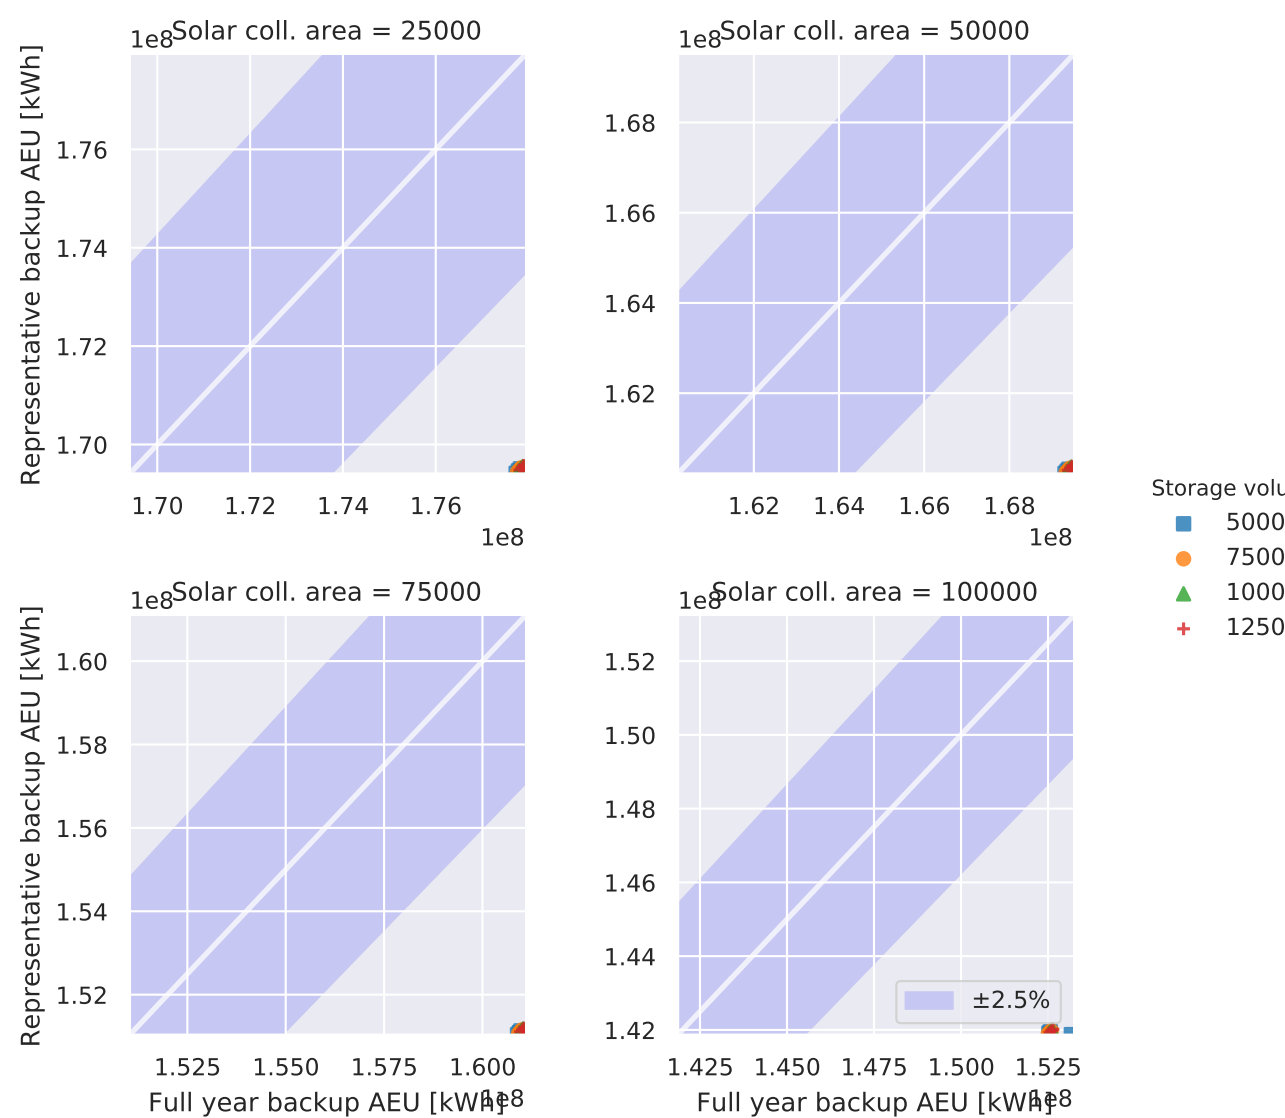 1e8 Solar coll. area = 25000
1e8 Solar coll. area = 50000
Representative backup AEU [kWh]
1.76
1.74
1.72
1.70
1.70 1.72 1.74 1.76
1e8
1.68
1.66
1.64
1.62
1.62 1.64 1.66 1.68
1e8
Storage volu
5000
7500
1000
1250
1e8 Solar coll. area = 75000
1e8 Solar coll. area = 100000
Representative backup AEU [kWh]
1.60
1.58
1.56
1.54
1.52
1.525 1.550 1.575 1.600
1e8
Full year backup AEU [kWh]
1.52
1.50
1.48
1.46
1.44
1.42
±2.5%
1.425 1.450 1.475 1.500 1.525
1e8
Full year backup AEU [kWh]